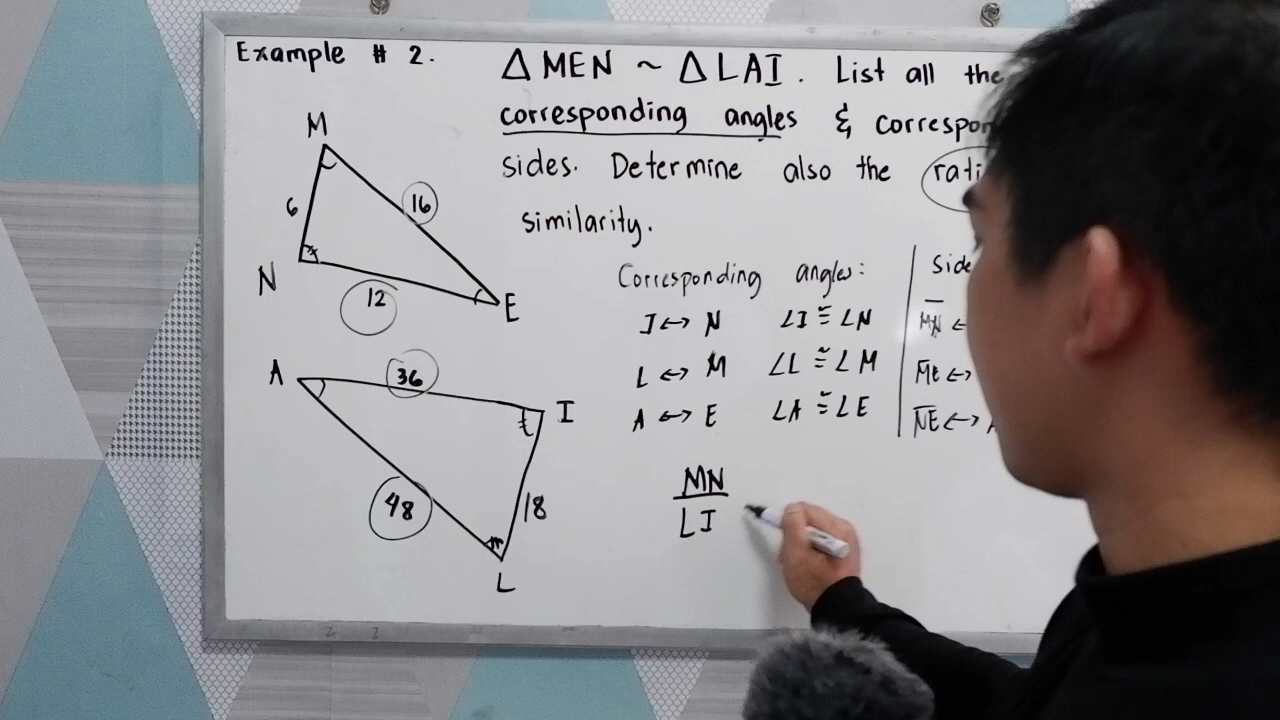 Example # 2.
△ MEN ~ △ LAI. List all the
corresponding angles & correspon
sides. Determine also the rati
similarity.
M
6
16
N
12
E
A
36
I
48
18
L
Corresponding angles:
I ↔ N ∠I ≅ ∠N
L ↔ M ∠L ≅ ∠M
A ↔ E ∠A ≅ ∠E
Side
MN ↔
ME ↔
NE ↔
MN
LI